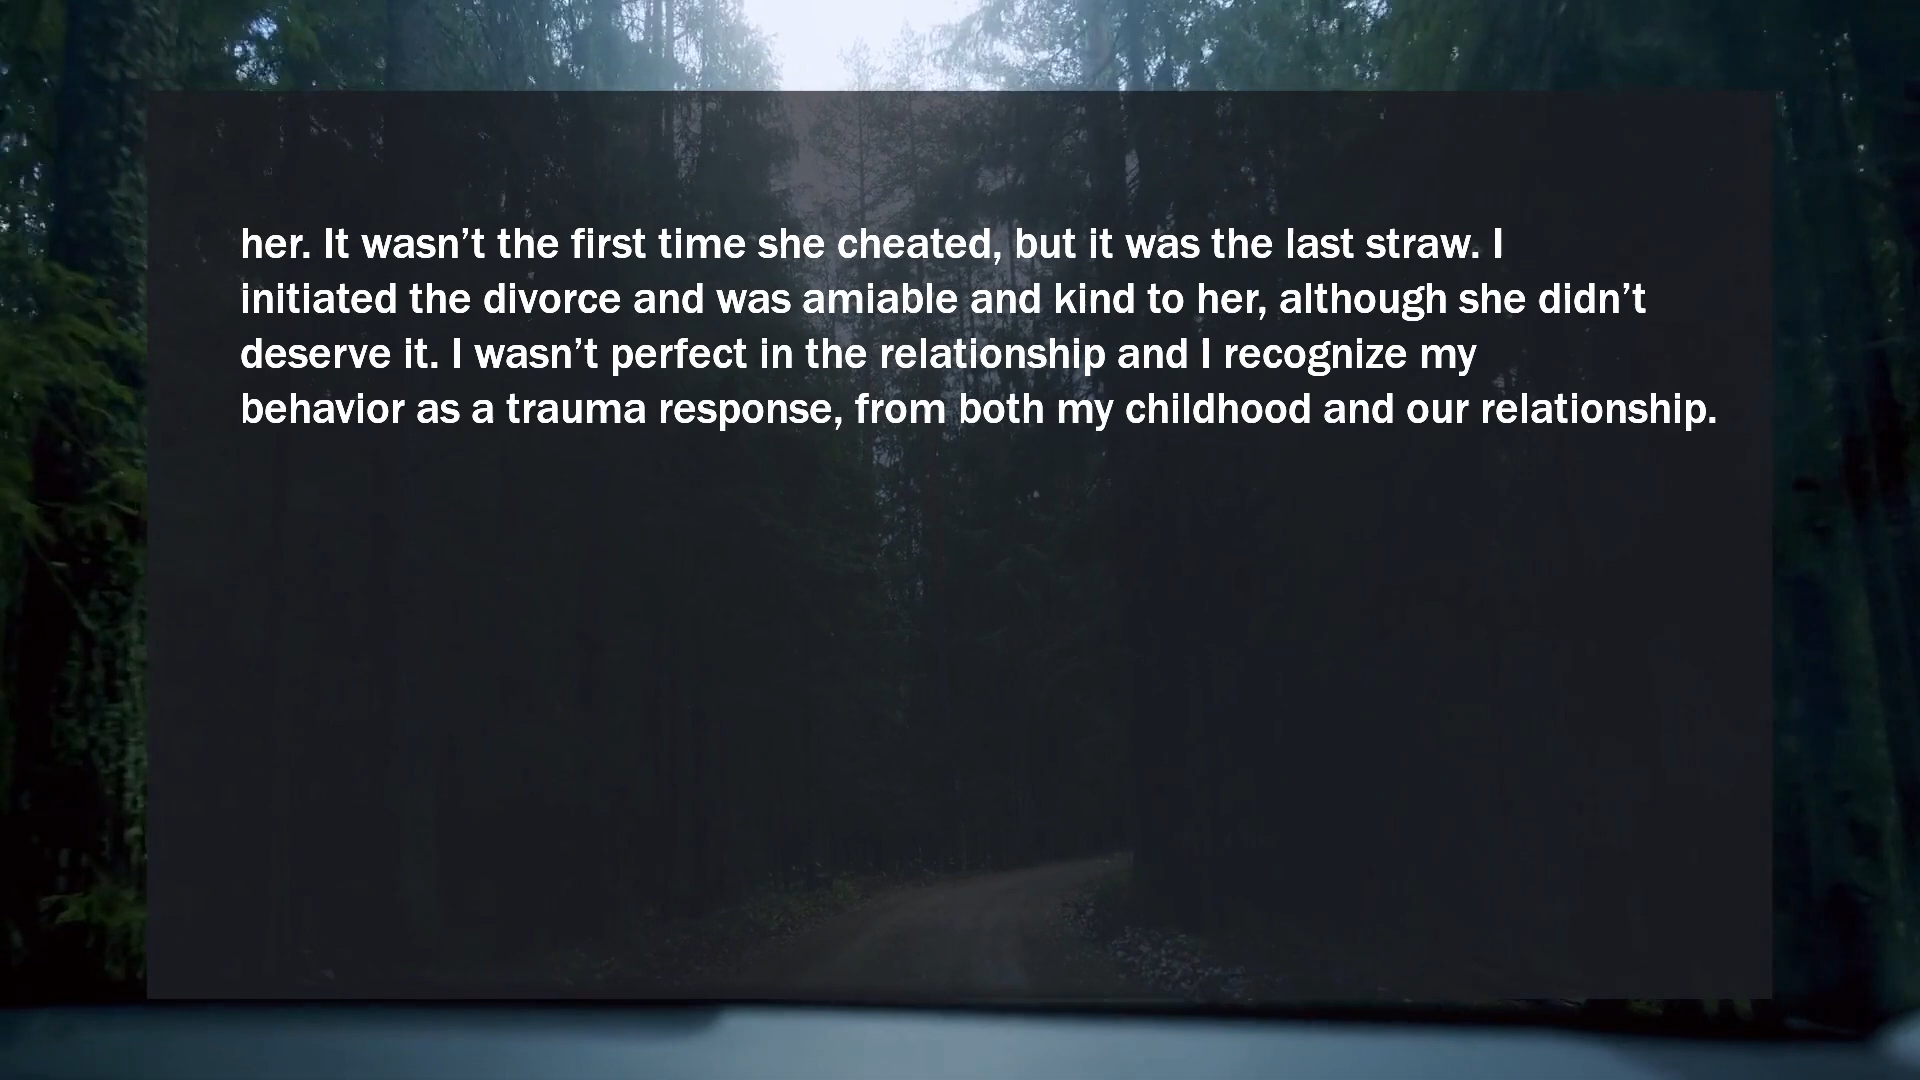 her. It wasn’t the first time she cheated, but it was the last straw. I
initiated the divorce and was amiable and kind to her, although she didn’t
deserve it. I wasn’t perfect in the relationship and I recognize my
behavior as a trauma response, from both my childhood and our relationship.